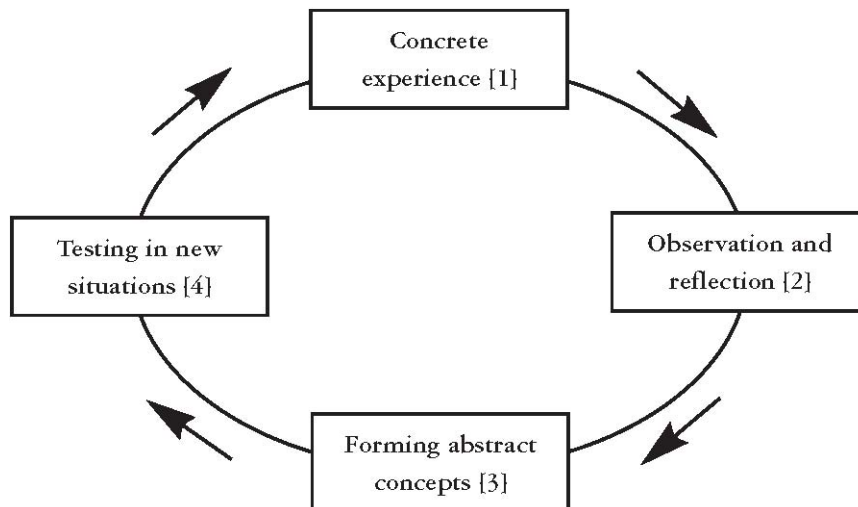 Concrete
experience {1}
Testing in new
situations {4}
Observation and
reflection {2}
Forming abstract
concepts {3}